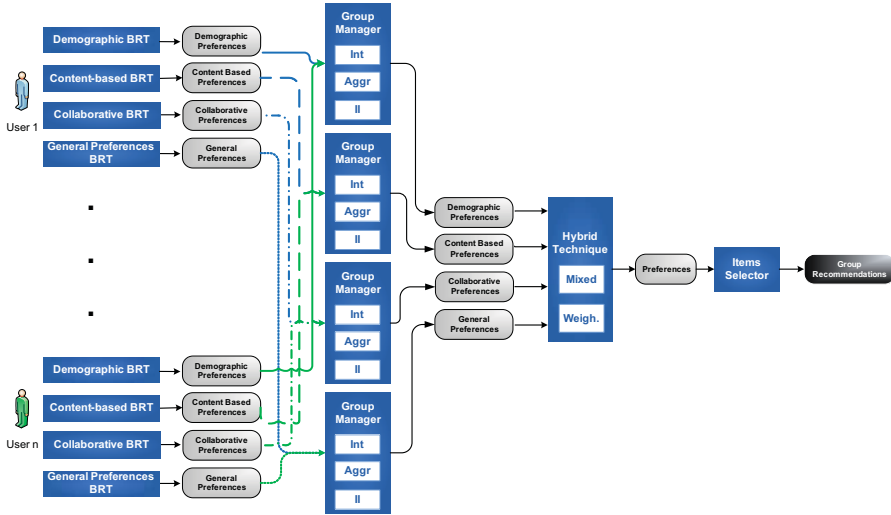 Demographic BRT
Demographic
Preferences
Content-based BRT
Content Based
Preferences
User 1
Collaborative BRT
Collaborative
Preferences
General Preferences
BRT
General
Preferences
Demographic BRT
Demographic
Preferences
Content-based BRT
Content Based
Preferences
User n
Collaborative BRT
Collaborative
Preferences
General Preferences
BRT
General
Preferences
Group
Manager
Int
Aggr
II
Group
Manager
Int
Aggr
II
Group
Manager
Int
Aggr
II
Group
Manager
Int
Aggr
II
Demographic
Preferences
Content Based
Preferences
Collaborative
Preferences
General
Preferences
Hybrid
Technique
Mixed
Weigh.
Preferences
Items
Selector
Group
Recommendations